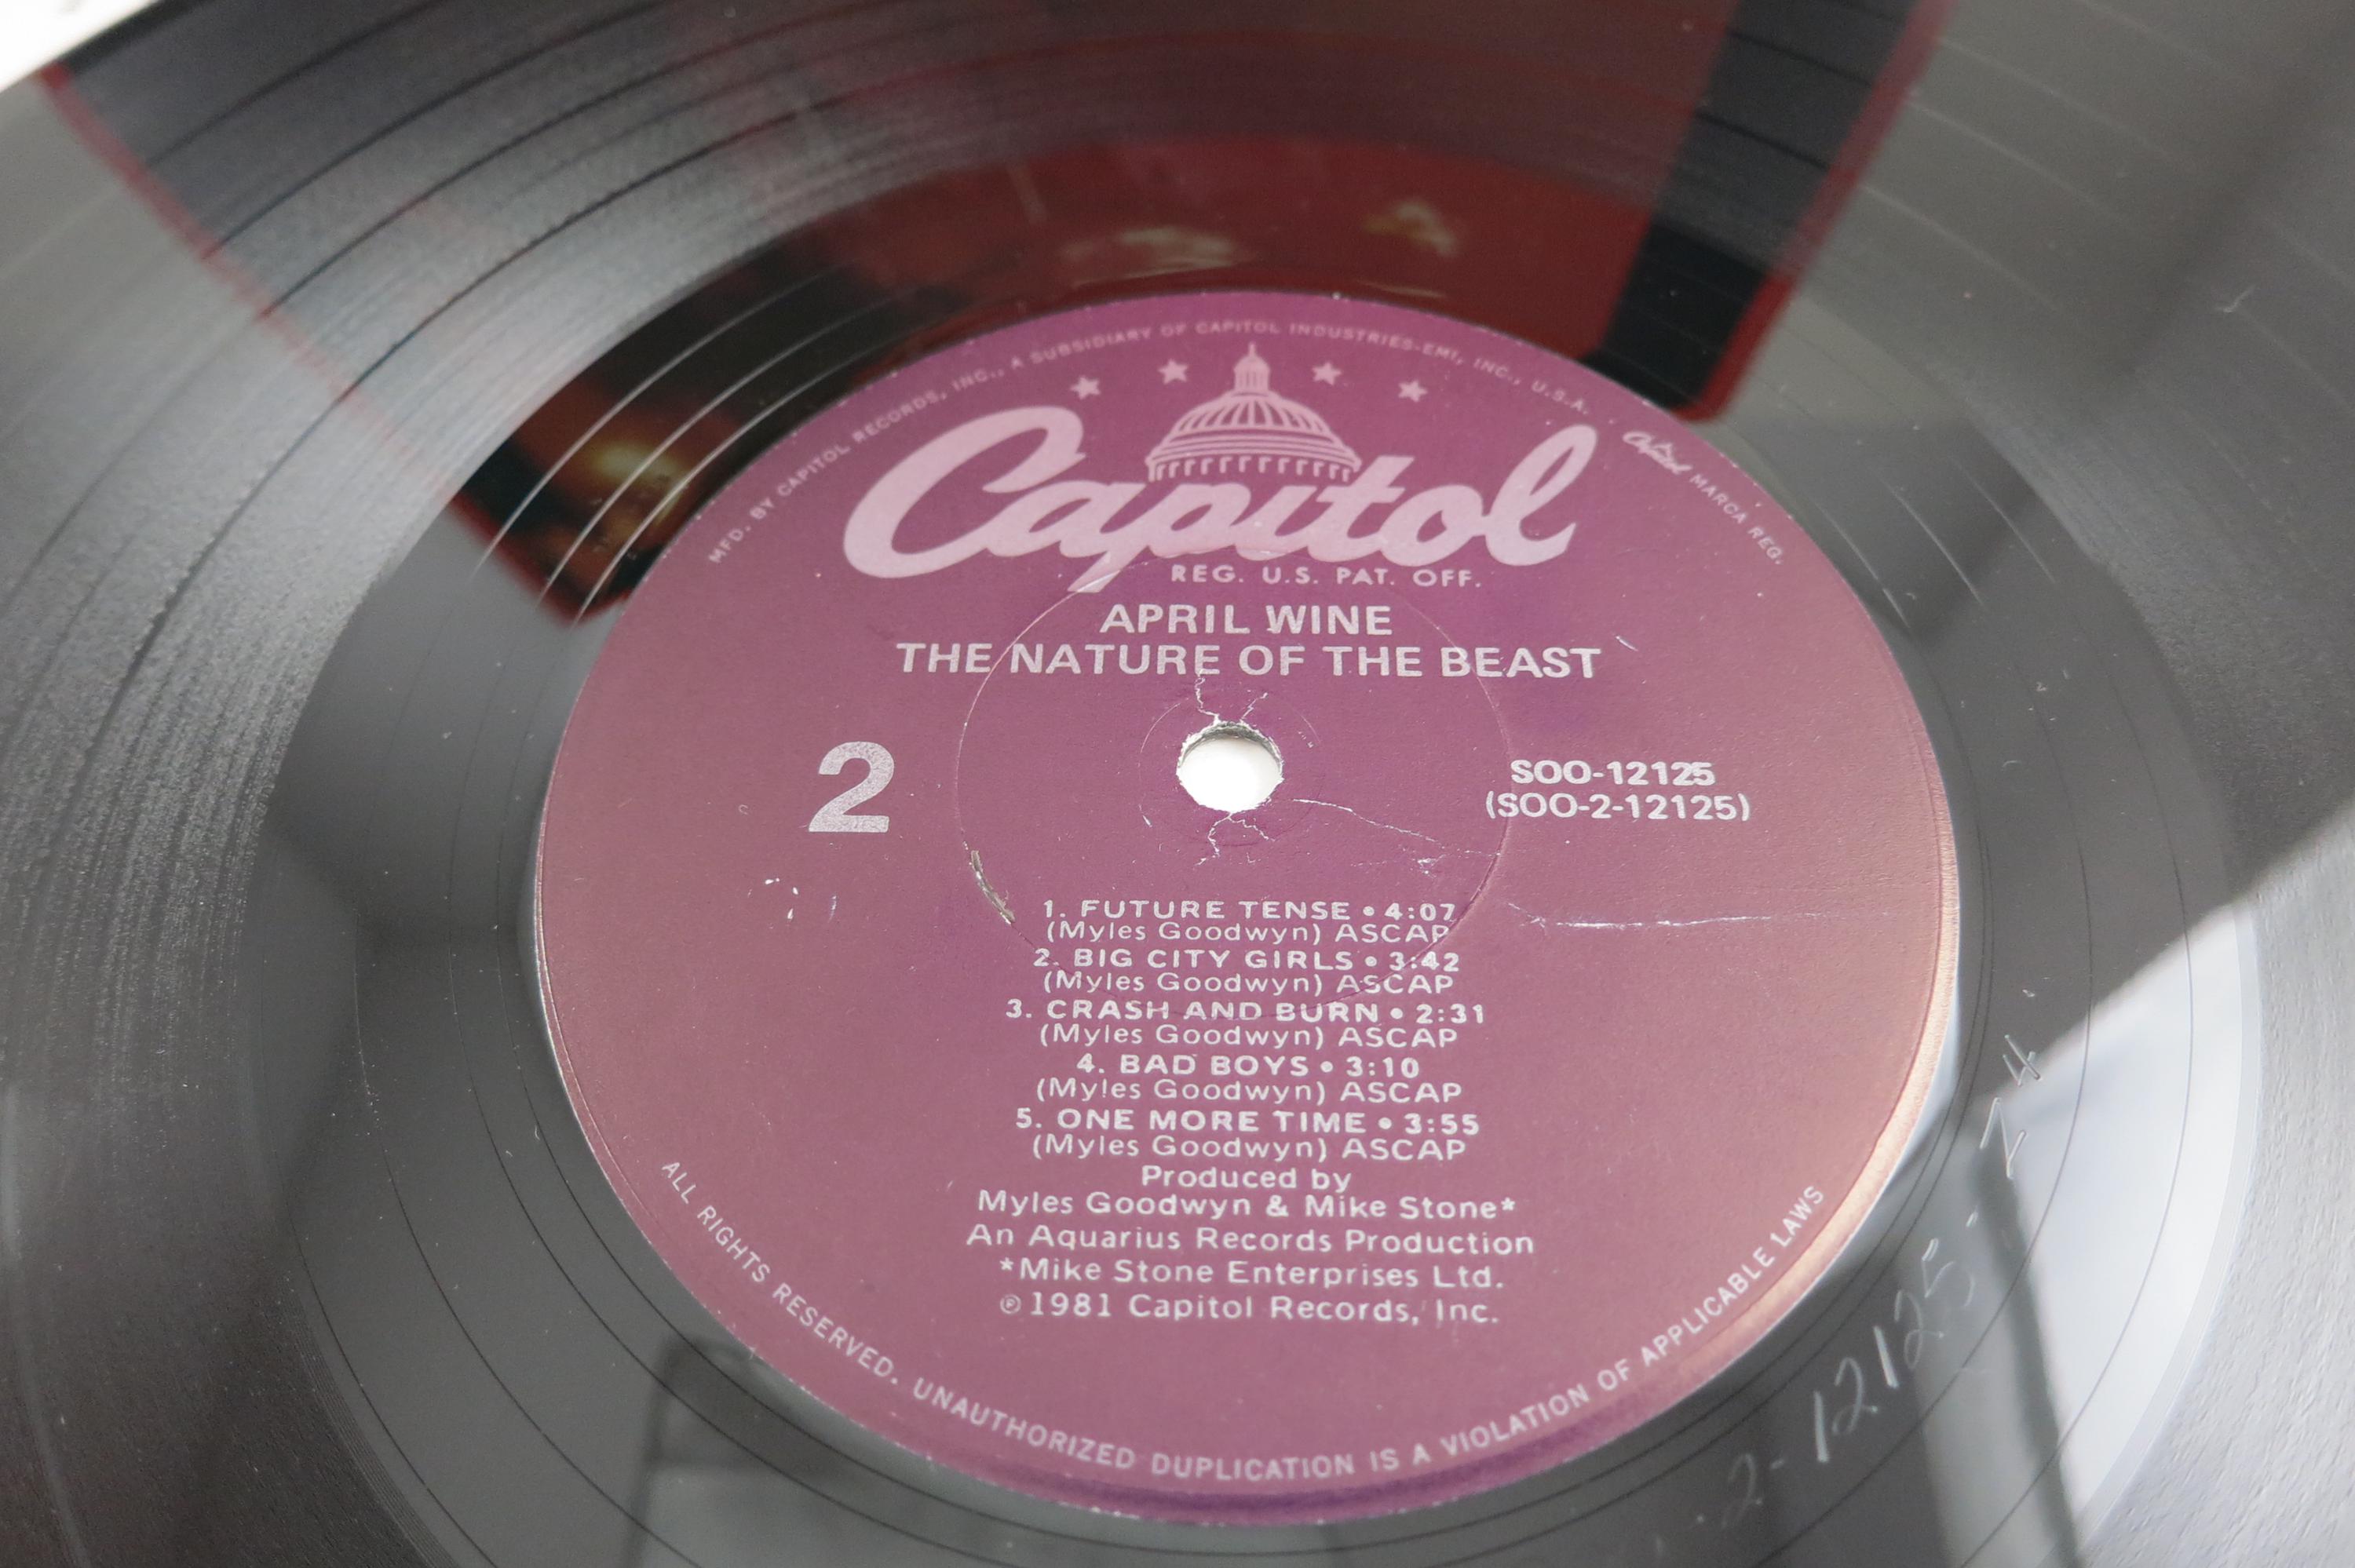 MFD. BY CAPITOL RECORDS, INC., A SUBSIDIARY OF CAPITOL INDUSTRIES-EMI, INC., U.S.A.
Capitol MARCA REG.
Capitol
REG. U.S. PAT. OFF.
APRIL WINE
THE NATURE OF THE BEAST
2
SOO-12125
(SOO-2-12125)
1. FUTURE TENSE • 4:07
(Myles Goodwyn) ASCAP
2. BIG CITY GIRLS • 3:42
(Myles Goodwyn) ASCAP
3. CRASH AND BURN • 2:31
(Myles Goodwyn) ASCAP
4. BAD BOYS • 3:10
(Myles Goodwyn) ASCAP
5. ONE MORE TIME • 3:55
(Myles Goodwyn) ASCAP
Produced by
Myles Goodwyn & Mike Stone*
An Aquarius Records Production
*Mike Stone Enterprises Ltd.
℗1981 Capitol Records, Inc.
ALL RIGHTS RESERVED. UNAUTHORIZED DUPLICATION IS A VIOLATION OF APPLICABLE LAWS
2-12125